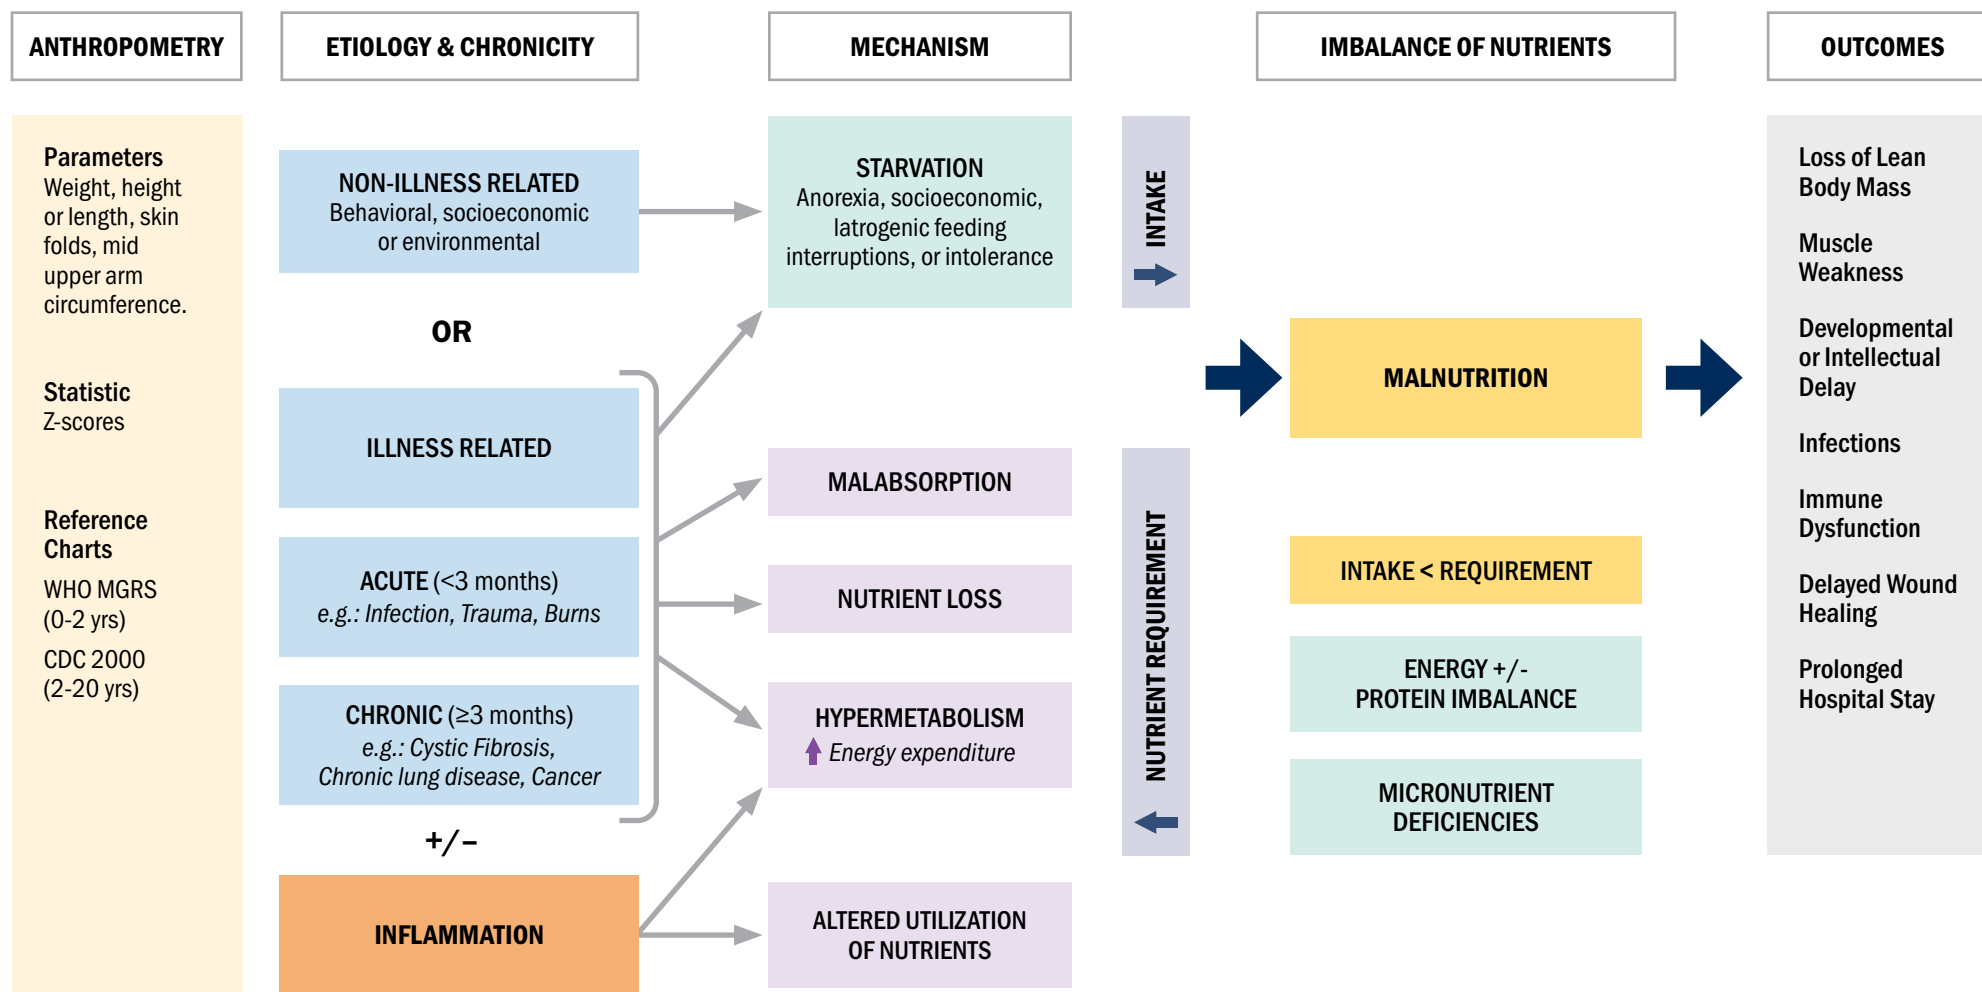 ANTHROPOMETRY
ETIOLOGY & CHRONICITY
MECHANISM
IMBALANCE OF NUTRIENTS
OUTCOMES
Parameters
Weight, height
or length, skin
folds, mid
upper arm
circumference.
Statistic
Z-scores
Reference
Charts
WHO MGRS
(0-2 yrs)
CDC 2000
(2-20 yrs)
NON-ILLNESS RELATED
Behavioral, socioeconomic
or environmental
OR
ILLNESS RELATED
ACUTE (<3 months)
e.g.: Infection, Trauma, Burns
CHRONIC (≥3 months)
e.g.: Cystic Fibrosis,
Chronic lung disease, Cancer
+/–
INFLAMMATION
STARVATION
Anorexia, socioeconomic,
Iatrogenic feeding
interruptions, or intolerance
MALABSORPTION
NUTRIENT LOSS
HYPERMETABOLISM
Energy expenditure
ALTERED UTILIZATION
OF NUTRIENTS
INTAKE
NUTRIENT REQUIREMENT
MALNUTRITION
INTAKE < REQUIREMENT
ENERGY +/-
PROTEIN IMBALANCE
MICRONUTRIENT
DEFICIENCIES
Loss of Lean
Body Mass
Muscle
Weakness
Developmental
or Intellectual
Delay
Infections
Immune
Dysfunction
Delayed Wound
Healing
Prolonged
Hospital Stay